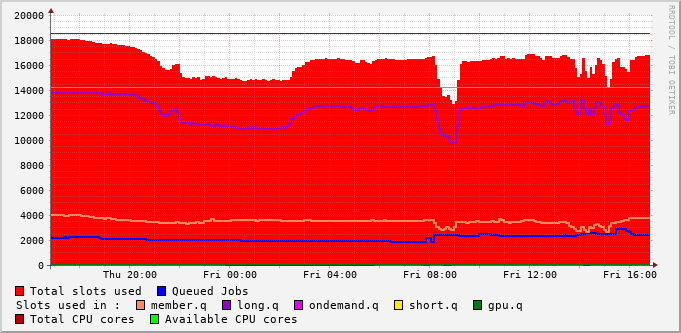 RRDTOOL / TOBI OETIKER
20000
18000
16000
14000
12000
10000
8000
6000
4000
2000
0
Thu 20:00 Fri 00:00 Fri 04:00 Fri 08:00 Fri 12:00 Fri 16:00
Total slots used Queued Jobs
Slots used in : member.q long.q ondemand.q short.q gpu.q
Total CPU cores Available CPU cores